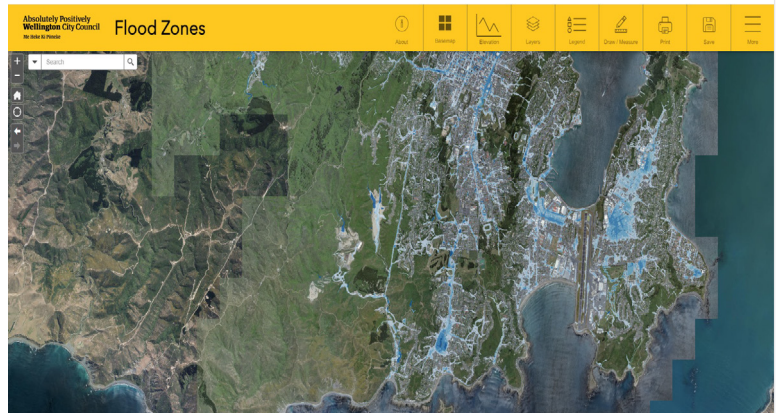 Absolutely Positively
Wellington City Council
Me Heke Ki Pōneke
Flood Zones
About
Basemap
Elevation
Layers
Legend
Draw / Measure
Print
Save
More
+
Search
−